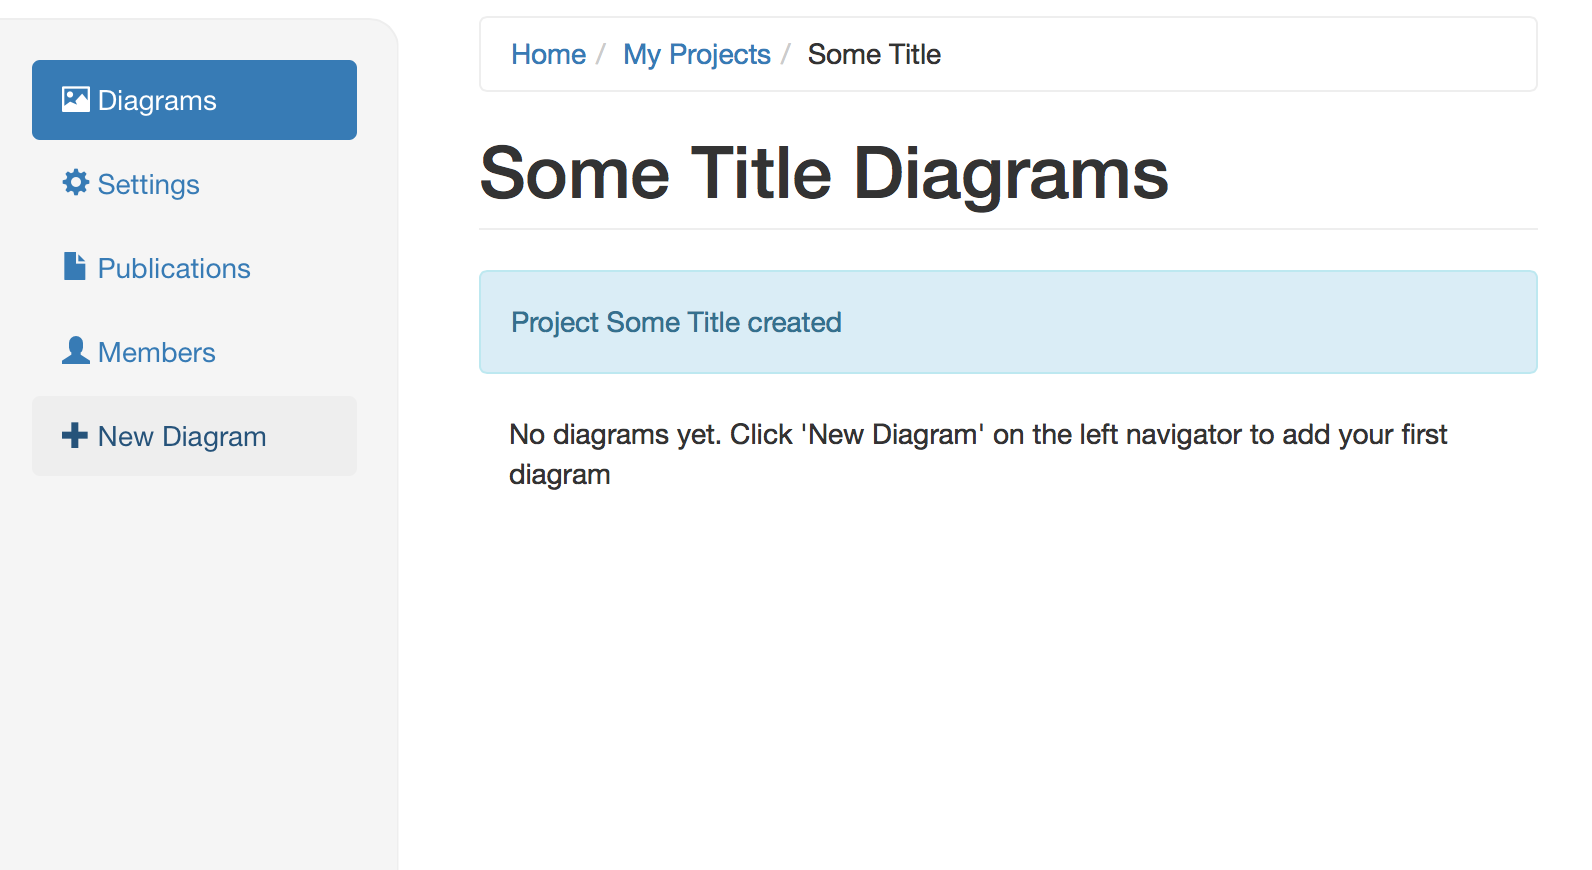 Diagrams
Settings
Publications
Members
New Diagram
Home / My Projects / Some Title
Some Title Diagrams
Project Some Title created
No diagrams yet. Click 'New Diagram' on the left navigator to add your first
diagram